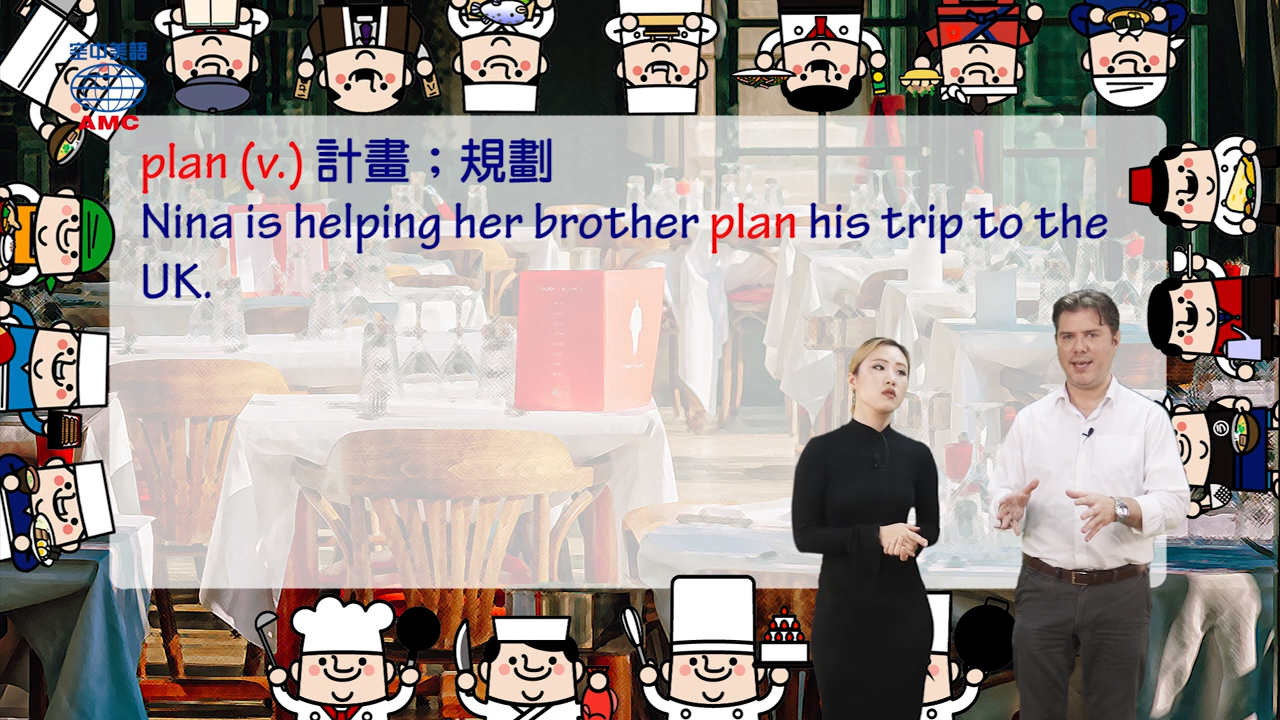 空中美語
AMC
plan (v.) 計畫；規劃
Nina is helping her brother plan his trip to the
UK.